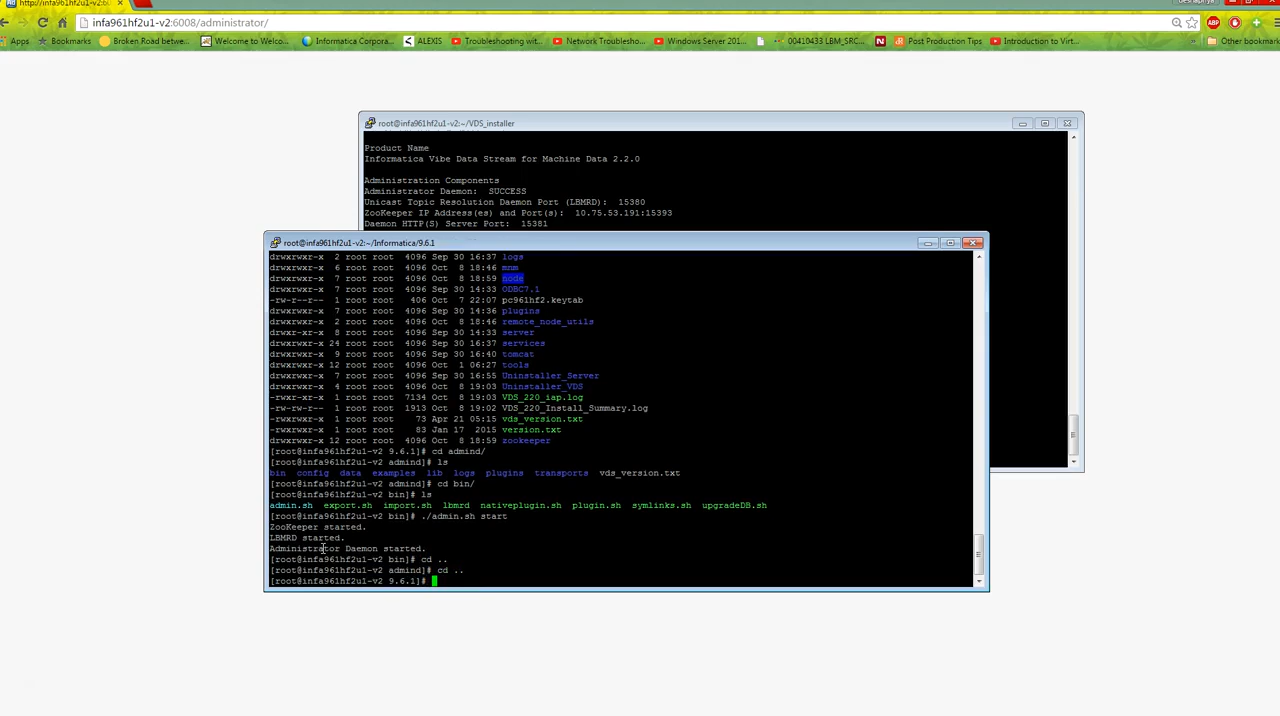 http://infa961hf2u1-v2:60
infa961hf2u1-v2:6008/administrator/
Apps Bookmarks Broken Road betwe... Welcome to Welco... Informatica Corpora... ALEXIS Troubleshooting wit... Network Troublesho... Windows Server 201... 00410433 LBM_SRC... Post Production Tips Introduction to Virt... » Other bookmark
root@infa961hf2u1-v2:~/VDS_installer
Product Name
Informatica Vibe Data Stream for Machine Data 2.2.0
Administration Components
Administrator Daemon: SUCCESS
Unicast Topic Resolution Daemon Port (LBMRD): 15380
ZooKeeper IP Address(es) and Port(s): 10.75.53.191:15393
Daemon HTTP(S) Server Port: 15381
root@infa961hf2u1-v2:~/Informatica/9.6.1
drwxrwxr-x 2 root root 4096 Sep 30 16:37 logs
drwxrwxr-x 6 root root 4096 Oct 8 18:46 mnm
drwxrwxr-x 7 root root 4096 Oct 8 18:59 node
drwxrwxr-x 7 root root 4096 Sep 30 14:33 ODBC7.1
-rw-r--r-- 1 root root 406 Oct 7 22:07 pc961hf2.keytab
drwxrwxr-x 7 root root 4096 Sep 30 14:36 plugins
drwxrwxr-x 2 root root 4096 Oct 8 18:46 remote_node_utils
drwxrwxr-x 8 root root 4096 Sep 30 14:33 server
drwxrwxr-x 24 root root 4096 Sep 30 14:35 services
drwxrwxr-x 9 root root 4096 Sep 30 16:40 tomcat
drwxrwxr-x 12 root root 4096 Oct 1 06:27 tools
drwxrwxr-x 7 root root 4096 Sep 30 16:55 Uninstaller_Server
drwxrwxr-x 4 root root 4096 Oct 8 19:03 Uninstaller_VDS
-rwxrwxr-x 1 root root 7134 Oct 8 19:03 VDS_220_iap.log
-rw-rw-r-- 1 root root 1913 Oct 8 19:02 VDS_220_Install_Summary.log
-rwxrwxr-x 1 root root 73 Apr 21 05:15 vds_version.txt
-rwxrwxr-x 1 root root 83 Jan 17 2015 version.txt
drwxrwxr-x 12 root root 4096 Oct 8 18:59 zookeeper
[root@infa961hf2u1-v2 9.6.1]# cd admind/
[root@infa961hf2u1-v2 admind]# ls
bin config data examples lib logs plugins transports vds_version.txt
[root@infa961hf2u1-v2 admind]# cd bin/
[root@infa961hf2u1-v2 bin]# ls
admin.sh export.sh import.sh lbmrd nativeplugin.sh plugin.sh symlinks.sh upgradeDB.sh
[root@infa961hf2u1-v2 bin]# ./admin.sh start
ZooKeeper started.
LBMRD started.
Administrator Daemon started.
[root@infa961hf2u1-v2 bin]# cd ..
[root@infa961hf2u1-v2 admind]# cd ..
[root@infa961hf2u1-v2 9.6.1]#